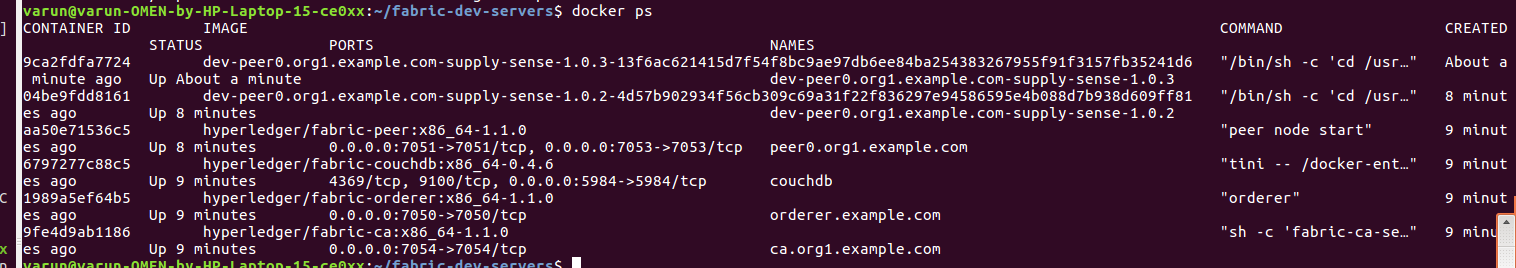 varun@varun-OMEN-by-HP-Laptop-15-ce0xx:~/fabric-dev-servers$ docker ps
] CONTAINER ID IMAGE COMMAND CREATED
STATUS PORTS NAMES
9ca2fdfa7724 dev-peer0.org1.example.com-supply-sense-1.0.3-13f6ac621415d7f54f8bc9ae97db6ee84ba254383267955f91f3157fb35241d6 "/bin/sh -c 'cd /usr…" About a
minute ago Up About a minute dev-peer0.org1.example.com-supply-sense-1.0.3
04be9fdd8161 dev-peer0.org1.example.com-supply-sense-1.0.2-4d57b902934f56cb309c69a31f22f836297e94586595e4b088d7b938d609ff81 "/bin/sh -c 'cd /usr…" 8 minut
es ago Up 8 minutes dev-peer0.org1.example.com-supply-sense-1.0.2
aa50e71536c5 hyperledger/fabric-peer:x86_64-1.1.0 "peer node start" 9 minut
es ago Up 8 minutes 0.0.0.0:7051->7051/tcp, 0.0.0.0:7053->7053/tcp peer0.org1.example.com
6797277c88c5 hyperledger/fabric-couchdb:x86_64-0.4.6 "tini -- /docker-ent…" 9 minut
es ago Up 9 minutes 4369/tcp, 9100/tcp, 0.0.0.0:5984->5984/tcp couchdb
C 1989a5ef64b5 hyperledger/fabric-orderer:x86_64-1.1.0 "orderer" 9 minut
es ago Up 9 minutes 0.0.0.0:7050->7050/tcp orderer.example.com
9fe4d9ab1186 hyperledger/fabric-ca:x86_64-1.1.0 "sh -c 'fabric-ca-se…" 9 minut
x es ago Up 9 minutes 0.0.0.0:7054->7054/tcp ca.org1.example.com
varun@varun-OMEN-by-HP-Laptop-15-ce0xx:~/fabric-dev-servers$